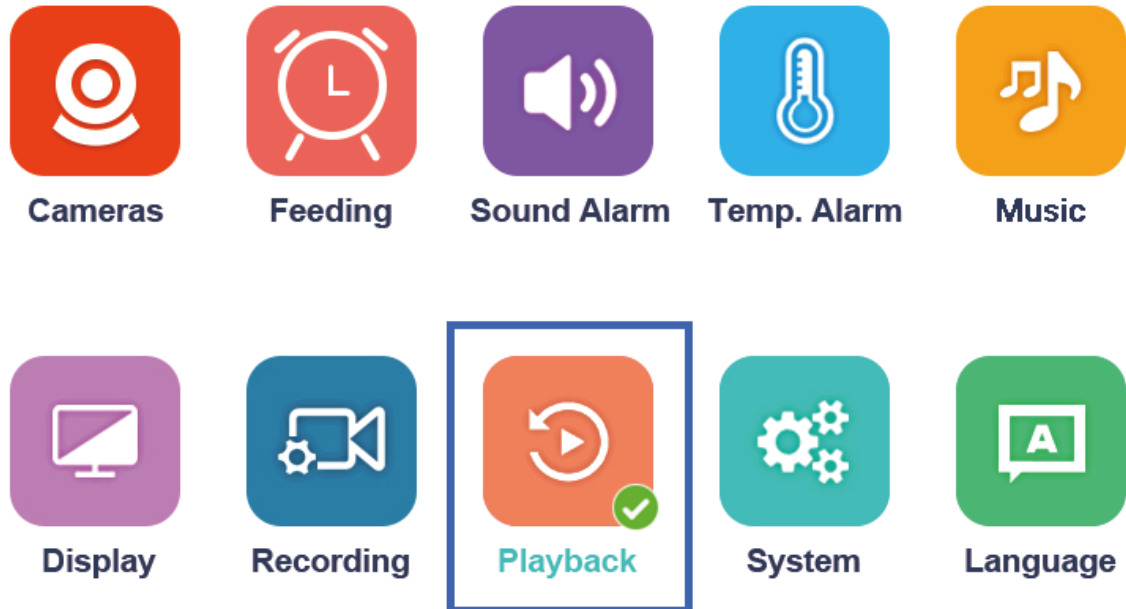 Cameras
Feeding
Sound Alarm
Temp. Alarm
Music
Display
Recording
Playback
System
A
Language